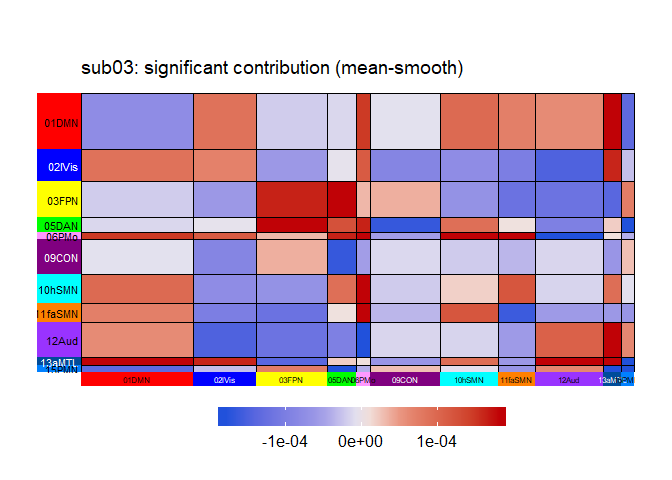 sub03: significant contribution (mean-smooth)
01DMN
02lVis
03FPN
05DAN
06PMo
09CON
10hSMN
11faSMN
12Aud
13aMTL
15PMN
01DMN 02lVis 03FPN 05DAN 06PMo 09CON 10hSMN 11faSMN 12Aud
-1e-04 0e+00 1e-04